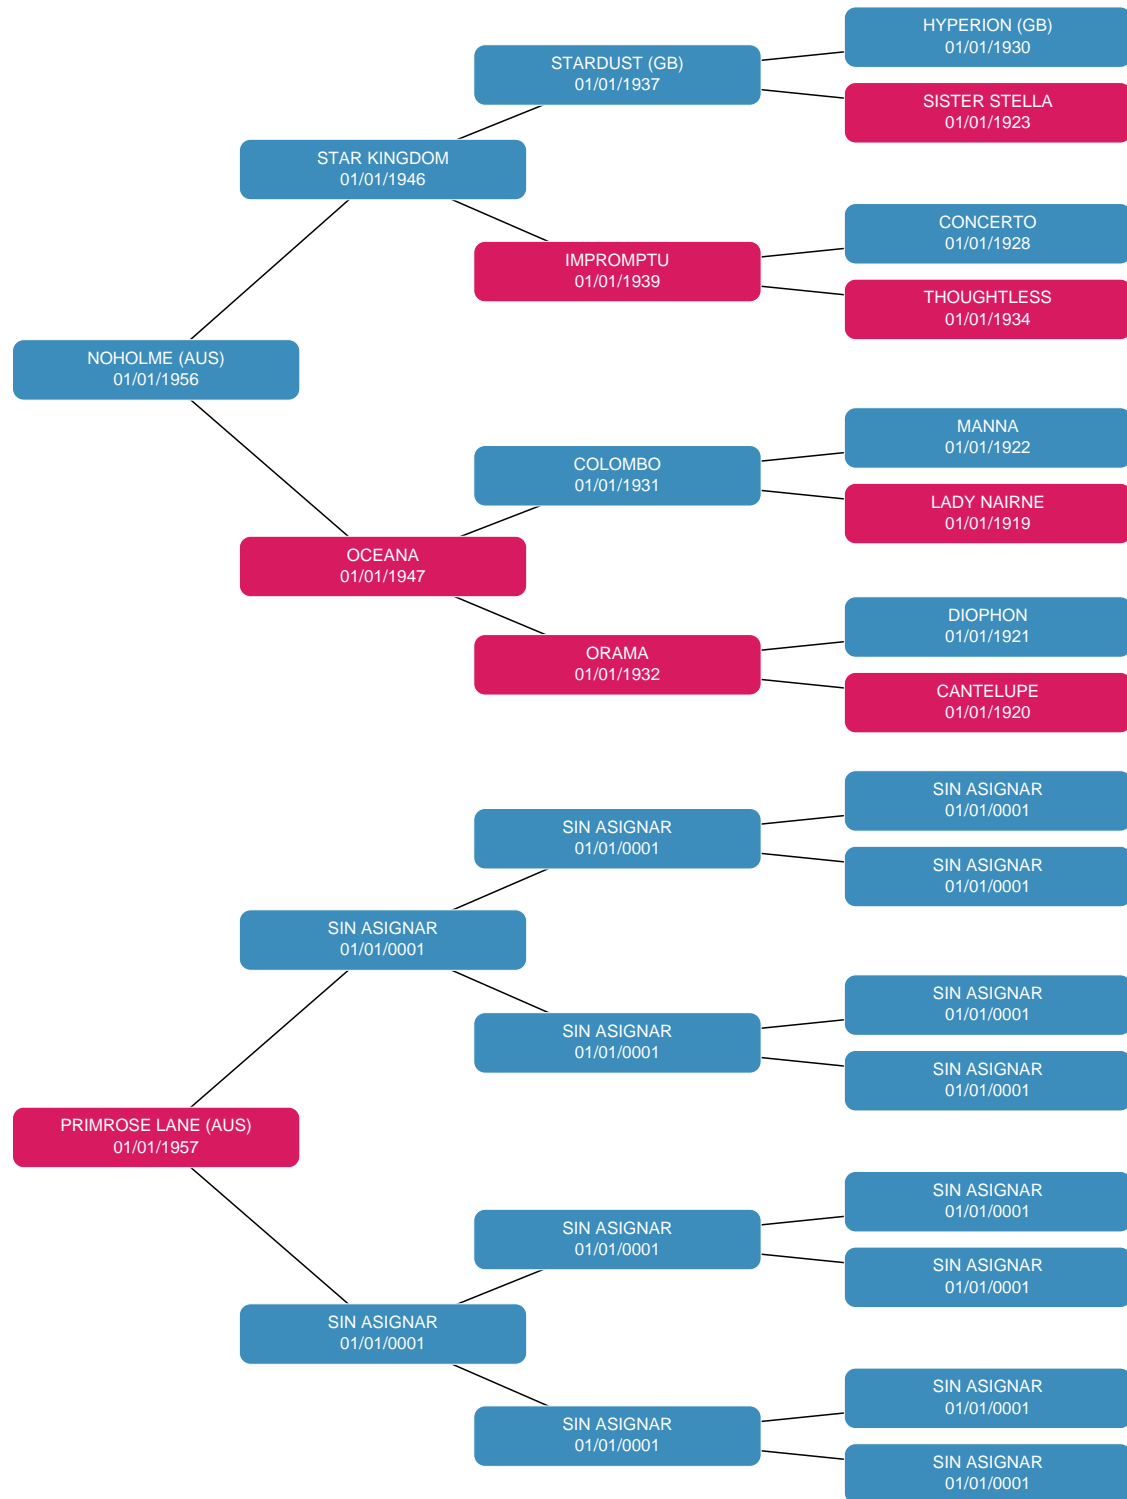 HYPERION (GB)
01/01/1930
STARDUST (GB)
01/01/1937
SISTER STELLA
01/01/1923
STAR KINGDOM
01/01/1946
CONCERTO
01/01/1928
IMPROMPTU
01/01/1939
THOUGHTLESS
01/01/1934
NOHOLME (AUS)
01/01/1956
MANNA
01/01/1922
COLOMBO
01/01/1931
LADY NAIRNE
01/01/1919
OCEANA
01/01/1947
DIOPHON
01/01/1921
ORAMA
01/01/1932
CANTELUPE
01/01/1920
SIN ASIGNAR
01/01/0001
SIN ASIGNAR
01/01/0001
SIN ASIGNAR
01/01/0001
SIN ASIGNAR
01/01/0001
SIN ASIGNAR
01/01/0001
SIN ASIGNAR
01/01/0001
SIN ASIGNAR
01/01/0001
PRIMROSE LANE (AUS)
01/01/1957
SIN ASIGNAR
01/01/0001
SIN ASIGNAR
01/01/0001
SIN ASIGNAR
01/01/0001
SIN ASIGNAR
01/01/0001
SIN ASIGNAR
01/01/0001
SIN ASIGNAR
01/01/0001
SIN ASIGNAR
01/01/0001